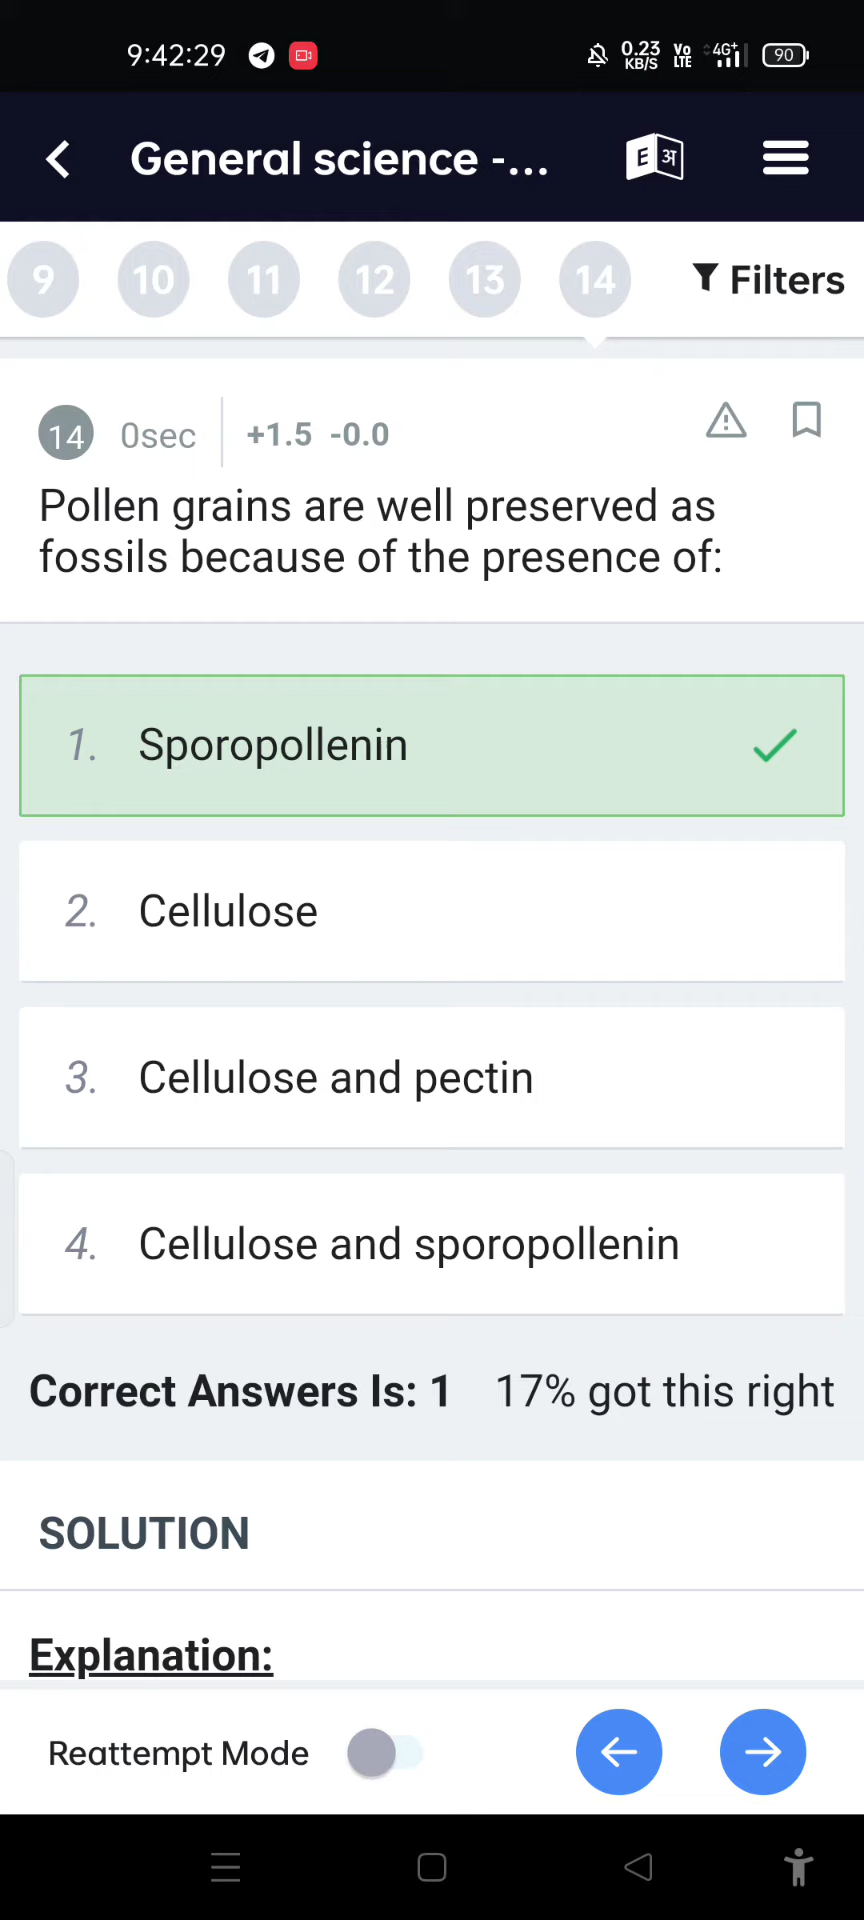 9:42:29 0.23 KB/S Vo LTE 4G+ 90
General science -... E अ
9 10 11 12 13 14 Filters
14 0sec +1.5 -0.0
Pollen grains are well preserved as
fossils because of the presence of:
1. Sporopollenin
2. Cellulose
3. Cellulose and pectin
4. Cellulose and sporopollenin
Correct Answers Is: 1 17% got this right
SOLUTION
Explanation:
Reattempt Mode